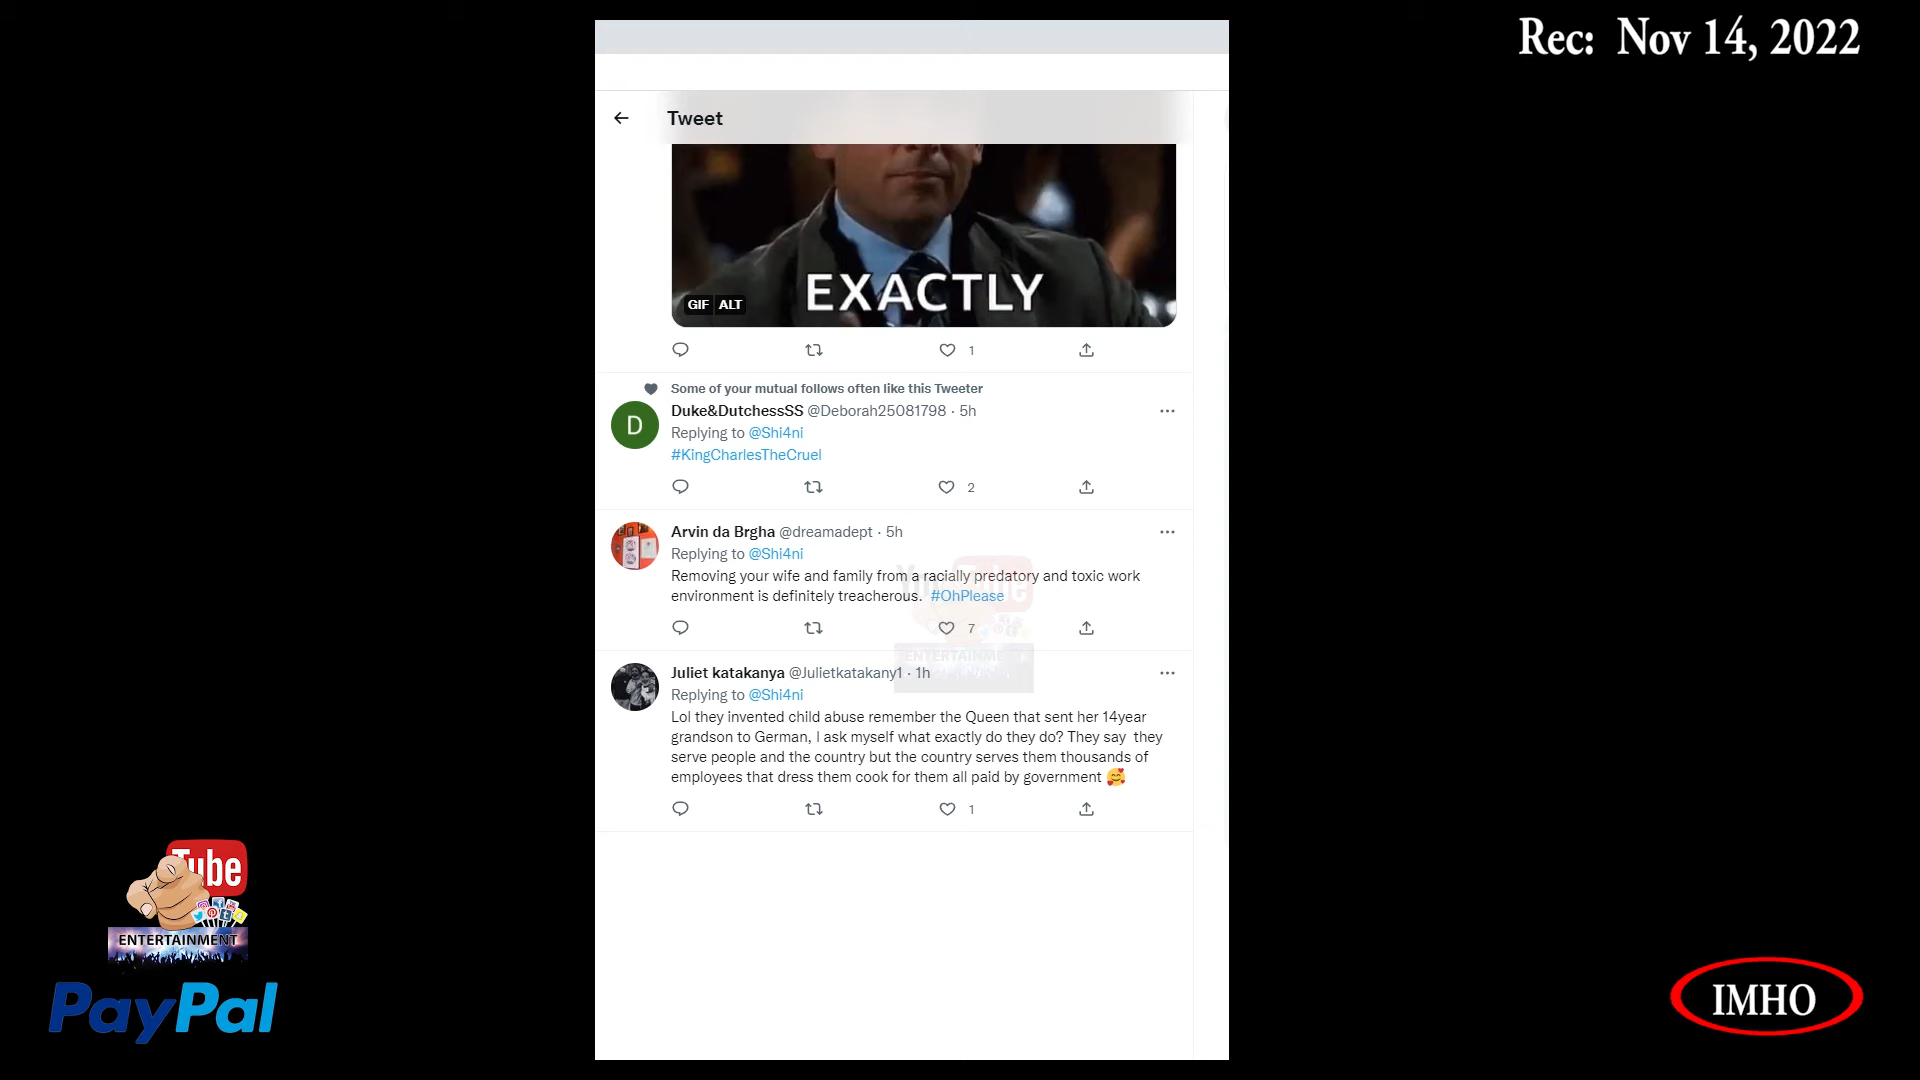 Rec: Nov 14, 2022
Tweet
EXACTLY
GIF ALT
1
Some of your mutual follows often like this Tweeter
D
Duke&DutchessSS @Deborah25081798 · 5h
Replying to @Shi4ni
#KingCharlesTheCruel
2
Arvin da Brgha @dreamadept · 5h
Replying to @Shi4ni
Removing your wife and family from a racially predatory and toxic work
environment is definitely treacherous. #OhPlease
7
Juliet katakanya @Julietkatakany1 · 1h
Replying to @Shi4ni
Lol they invented child abuse remember the Queen that sent her 14year
grandson to German, I ask myself what exactly do they do? They say they
serve people and the country but the country serves them thousands of
employees that dress them cook for them all paid by government 🥰
1
Tube
ENTERTAINMENT
PayPal
IMHO